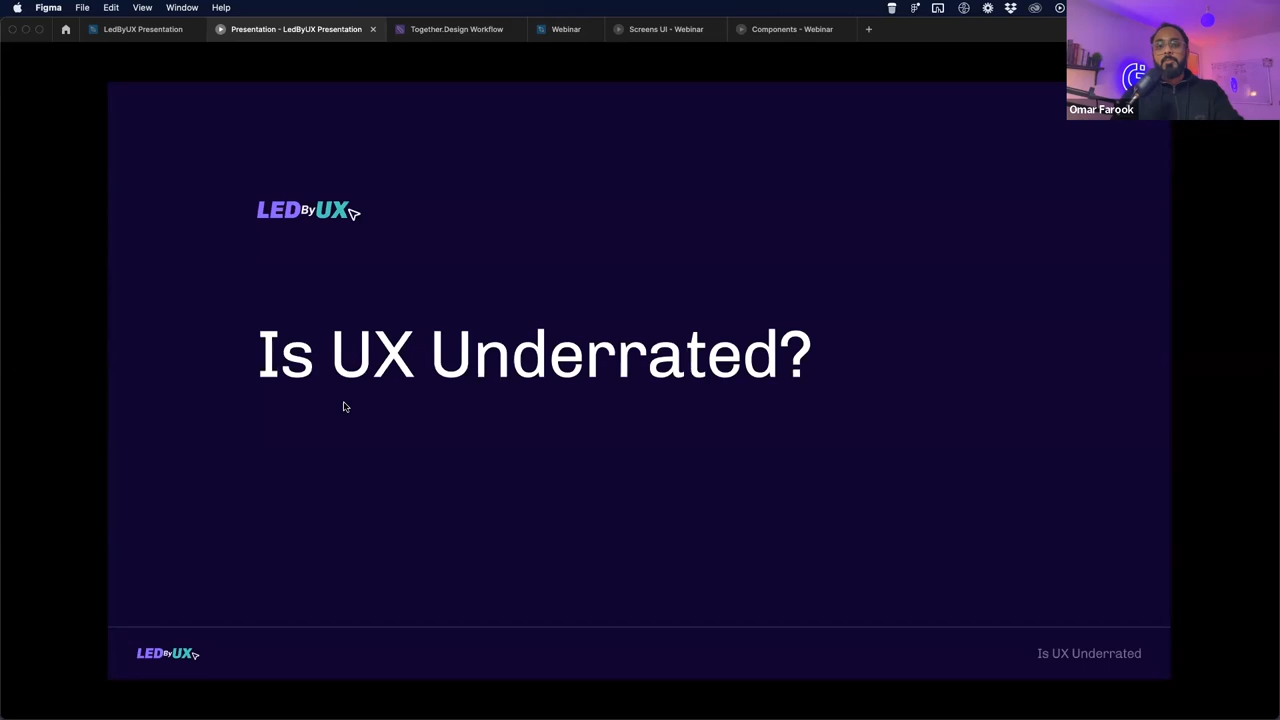 Figma File Edit View Window Help
LedByUX Presentation Presentation - LedByUX Presentation Together.Design Workflow Webinar Screens UI - Webinar Components - Webinar
Omar Farook
LED By UX
Is UX Underrated?
LED By UX
Is UX Underrated